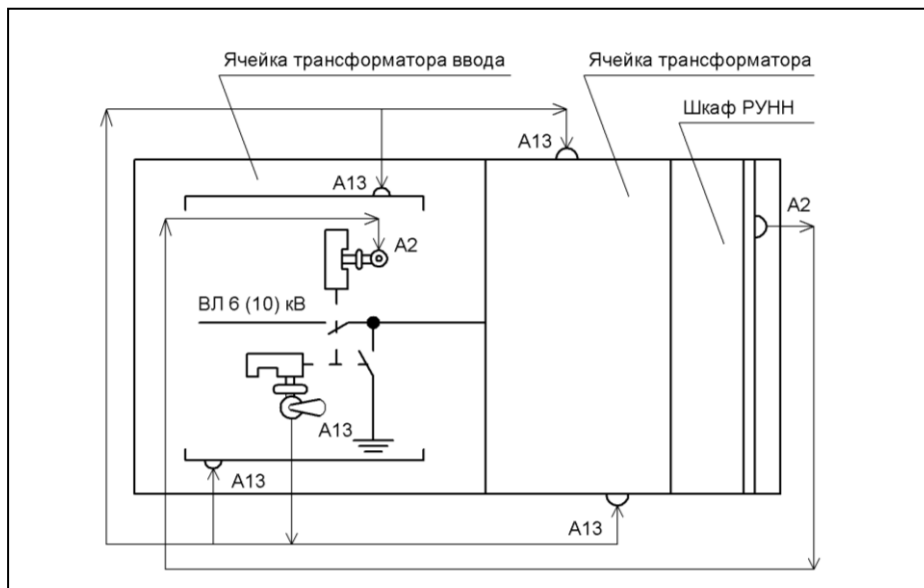 Ячейка трансформатора ввода
Ячейка трансформатора
Шкаф РУНН
А13
А13
А2
А2
ВЛ 6 (10) кВ
А13
А13
А13